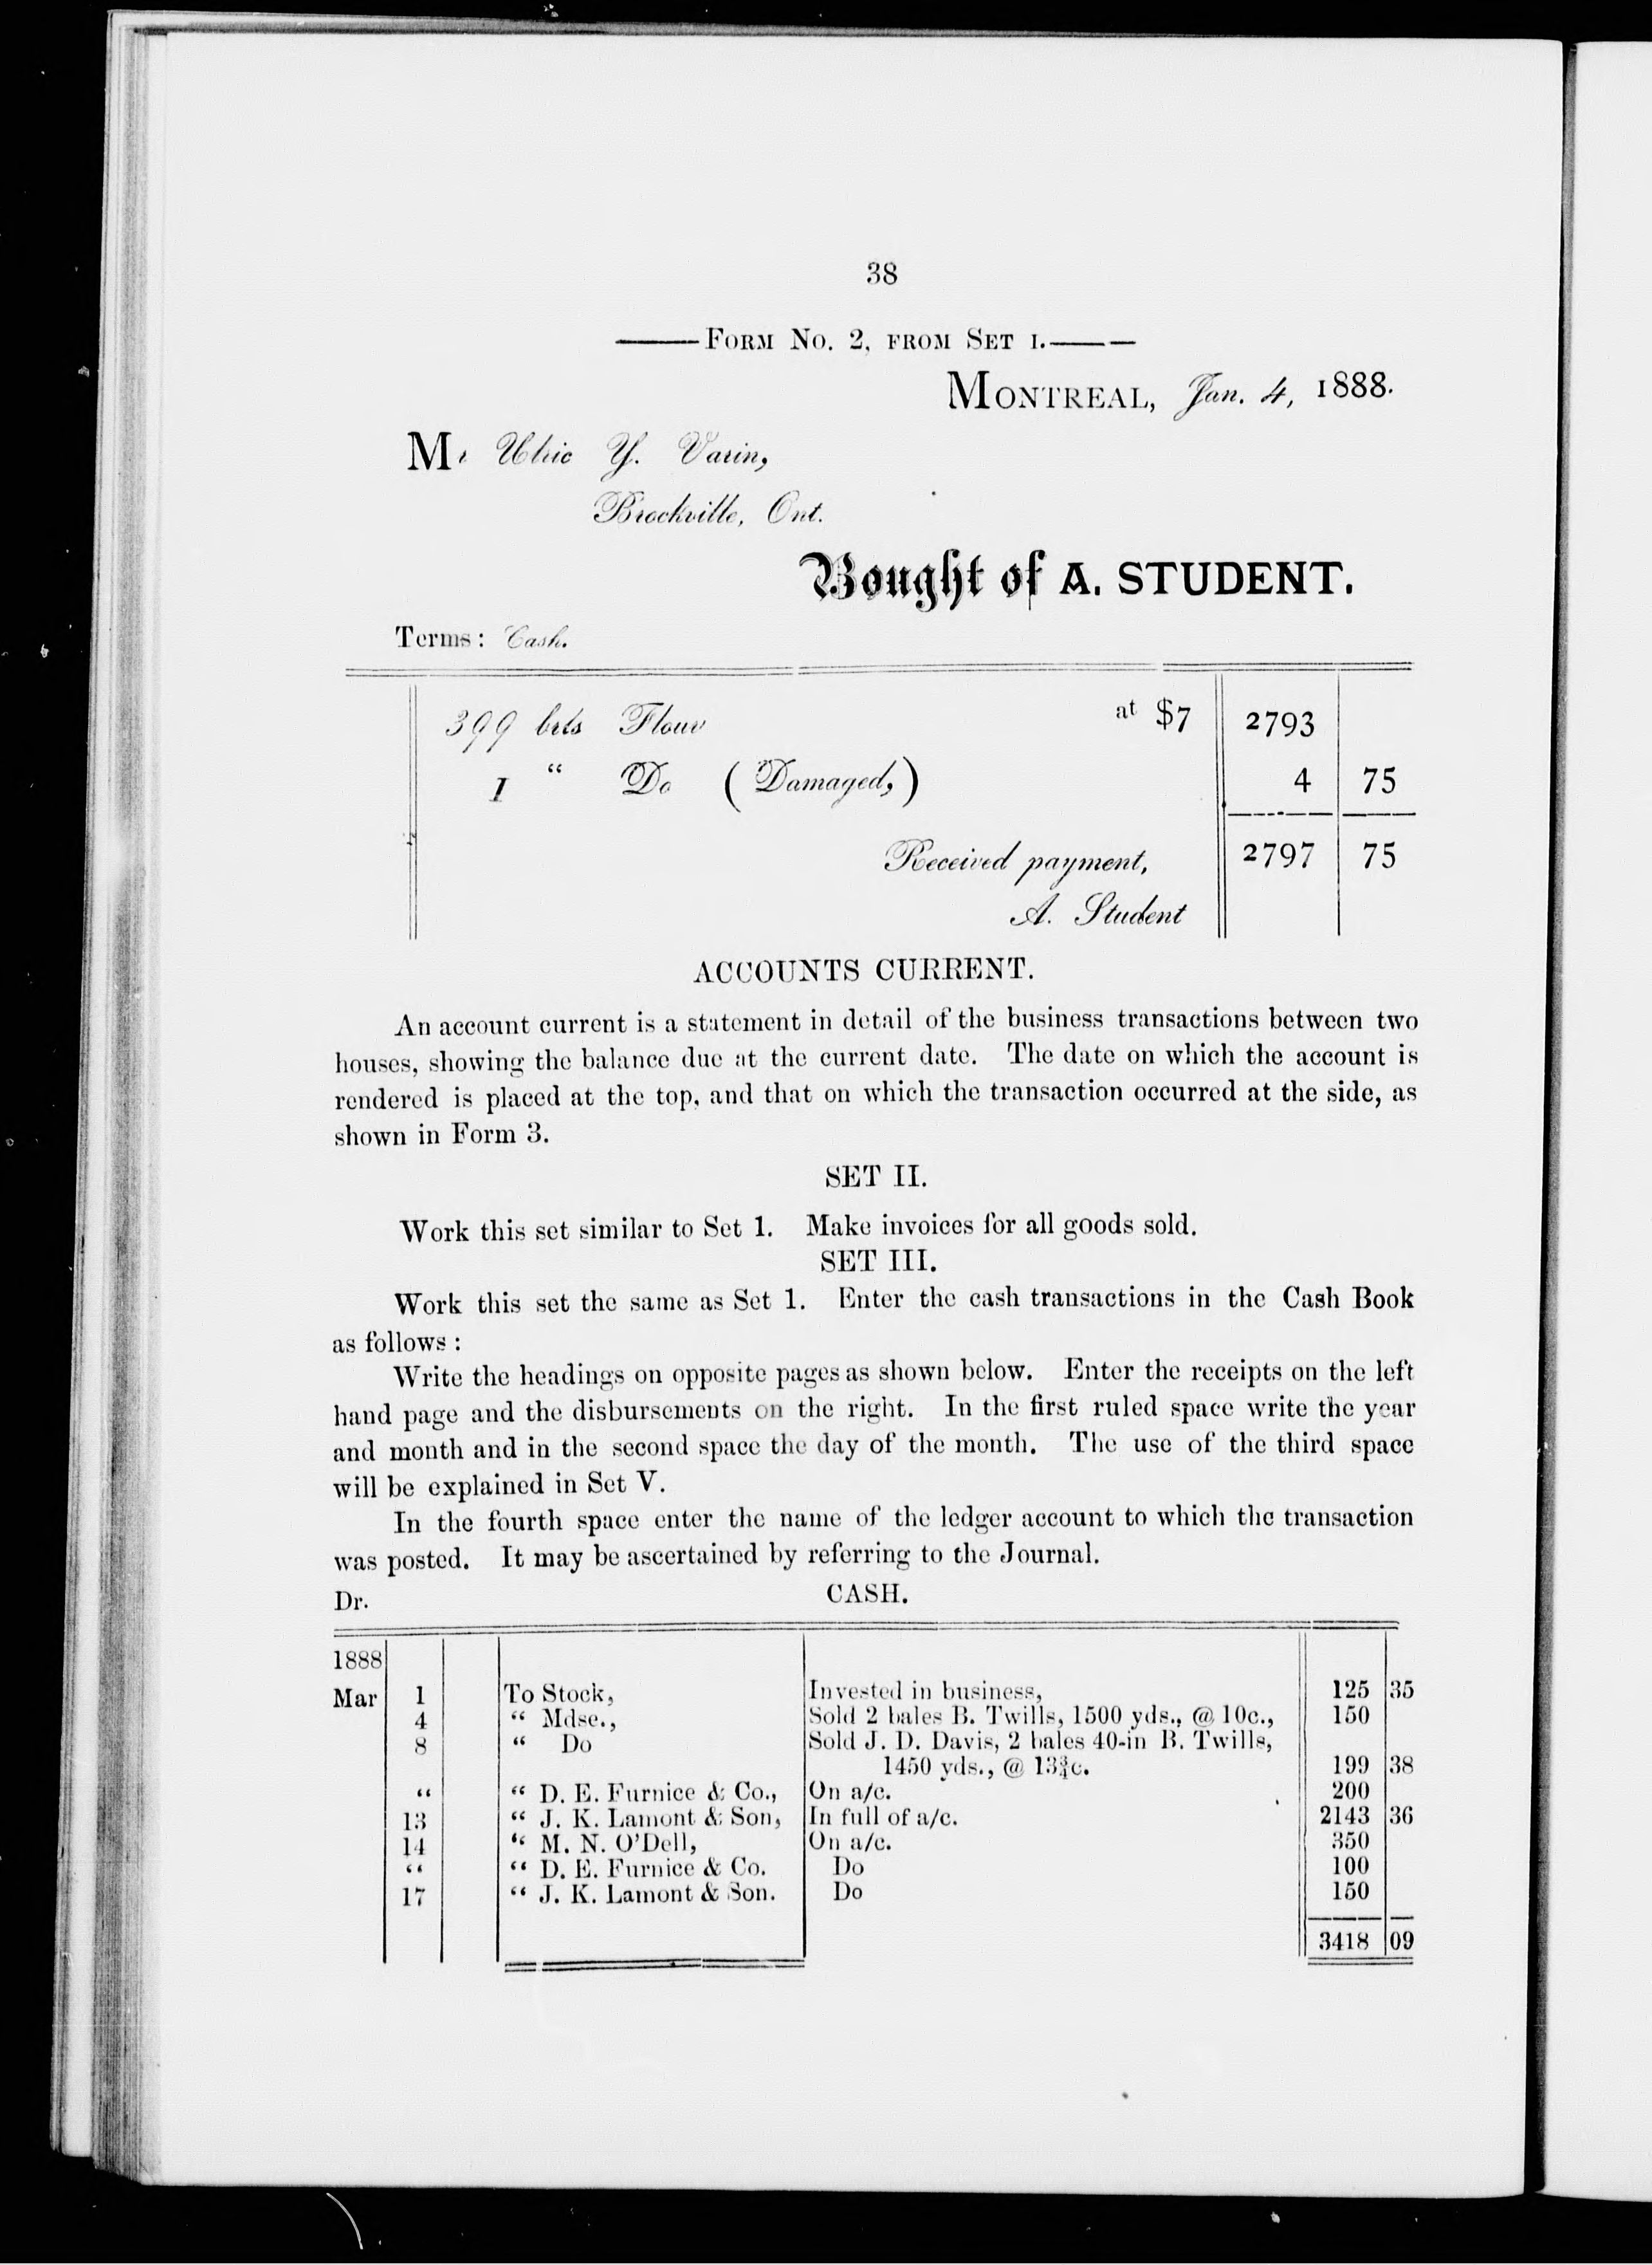 38
———FORM NO. 2, FROM SET I.———
MONTREAL, Jan. 4, 1888.
Mr Ulric Y. Varin,
Brockville, Ont.
Bought of A. STUDENT.
Terms: Cash.
399 brls Flour at $7 2793
1 “ Do (Damaged,) 4 75
2797 75
Received payment,
A. Student
ACCOUNTS CURRENT.
An account current is a statement in detail of the business transactions between two
houses, showing the balance due at the current date. The date on which the account is
rendered is placed at the top, and that on which the transaction occurred at the side, as
shown in Form 3.
SET II.
Work this set similar to Set 1. Make invoices for all goods sold.
SET III.
Work this set the same as Set 1. Enter the cash transactions in the Cash Book
as follows :
Write the headings on opposite pages as shown below. Enter the receipts on the left
hand page and the disbursements on the right. In the first ruled space write the year
and month and in the second space the day of the month. The use of the third space
will be explained in Set V.
In the fourth space enter the name of the ledger account to which the transaction
was posted. It may be ascertained by referring to the Journal.
Dr. CASH.
1888
Mar 1 To Stock, Invested in business, 125 35
4 “ Mdse., Sold 2 bales B. Twills, 1500 yds., @ 10c., 150
8 “ Do Sold J. D. Davis, 2 bales 40-in B. Twills,
1450 yds., @ 13¾c. 199 38
“ “ D. E. Furnice & Co., On a/c. 200
13 “ J. K. Lamont & Son, In full of a/c. 2143 36
14 “ M. N. O’Dell, On a/c. 350
“ “ D. E. Furnice & Co. Do 100
17 “ J. K. Lamont & Son. Do 150
3418 09